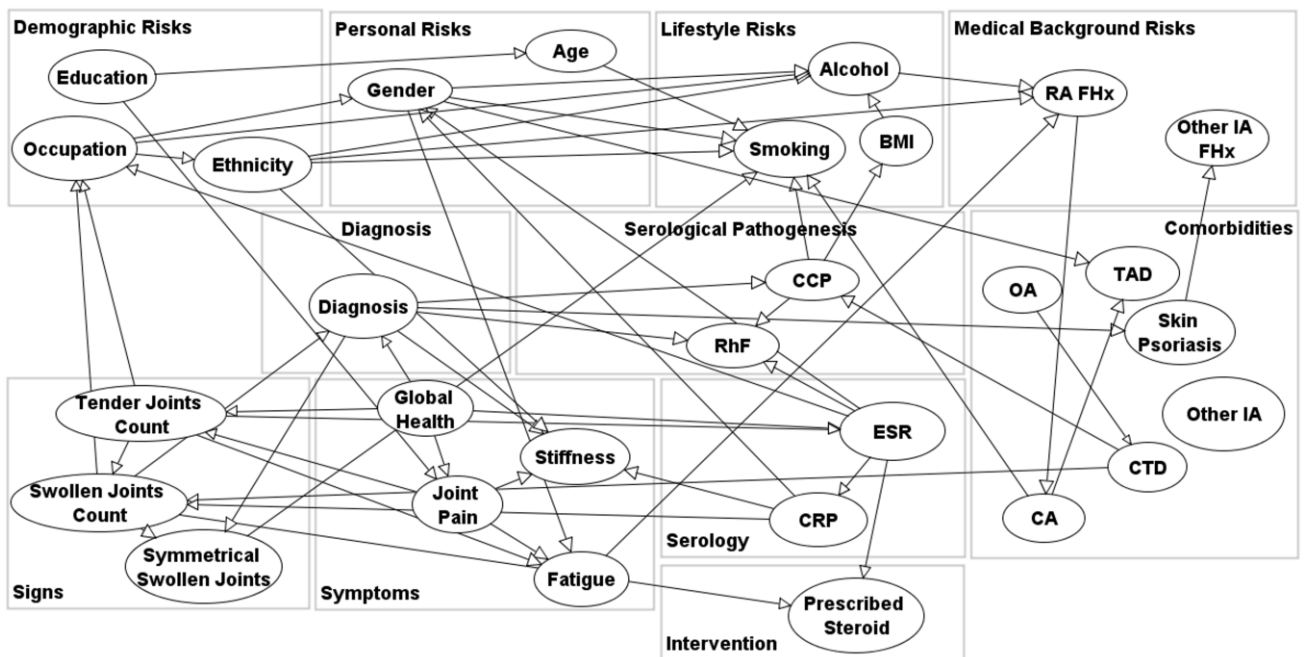 Demographic Risks
Personal Risks
Lifestyle Risks
Medical Background Risks
Education
Age
Alcohol
Gender
RA FHx
Occupation
Ethnicity
Smoking
BMI
Other IA
FHx
Diagnosis
Serological Pathogenesis
Comorbidities
Diagnosis
CCP
OA
TAD
RhF
Skin
Psoriasis
Tender Joints
Count
Global
Health
ESR
Other IA
Stiffness
CTD
Swollen Joints
Count
Joint
Pain
CRP
CA
Serology
Symmetrical
Swollen Joints
Fatigue
Signs
Symptoms
Prescribed
Steroid
Intervention